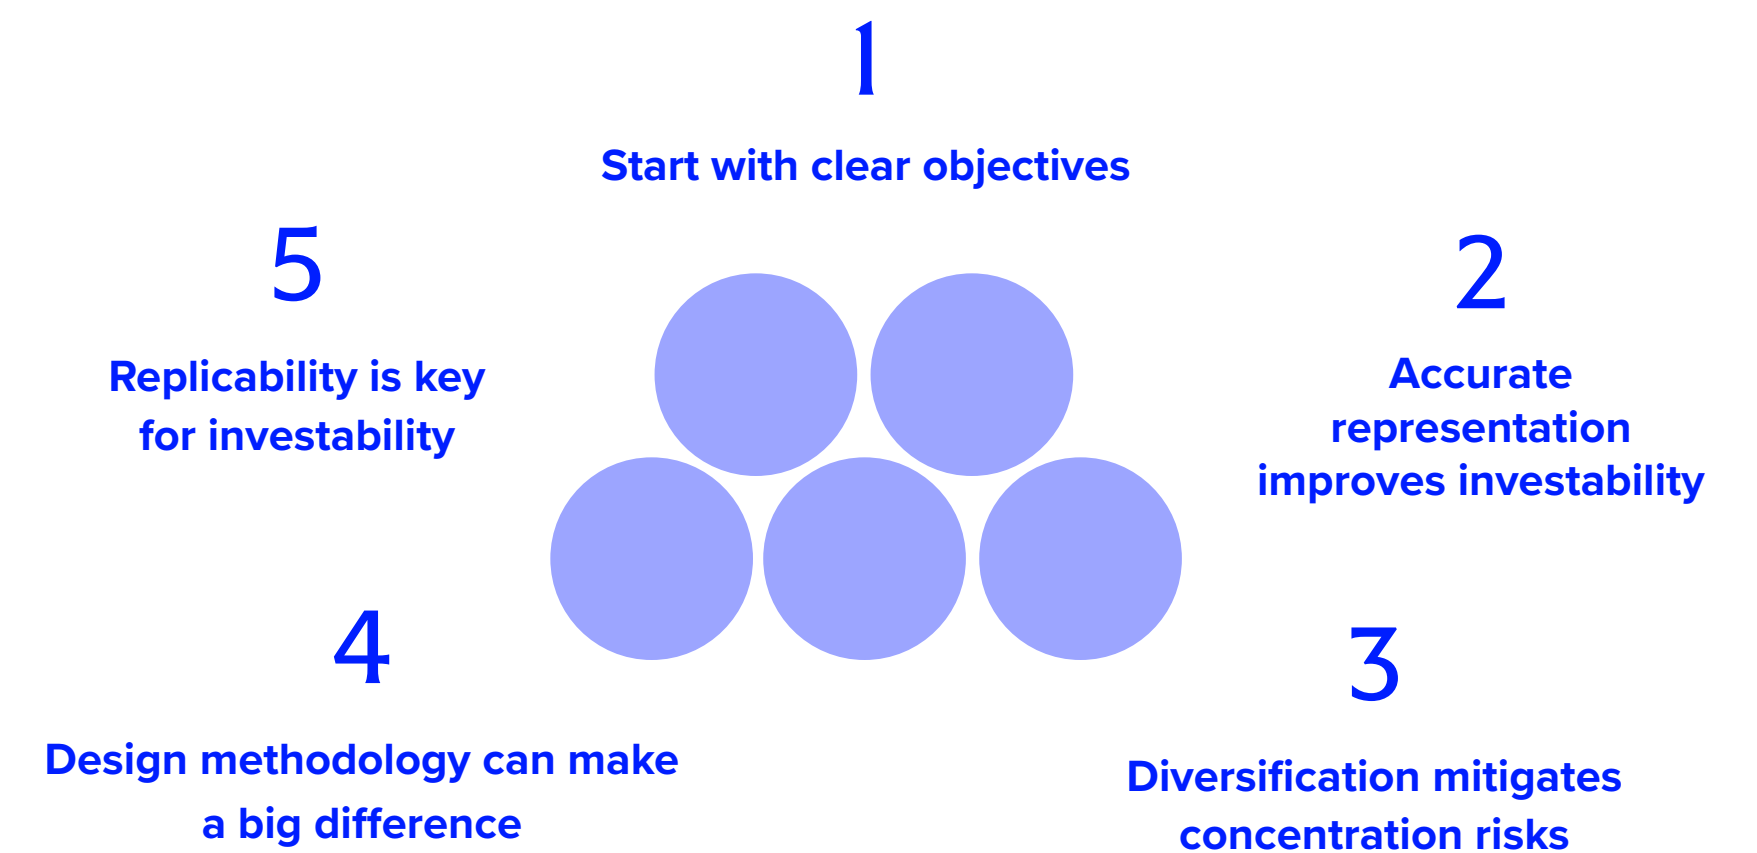 1
Start with clear objectives
2
Accurate
representation
improves investability
3
Diversification mitigates
concentration risks
4
Design methodology can make
a big difference
5
Replicability is key
for investability